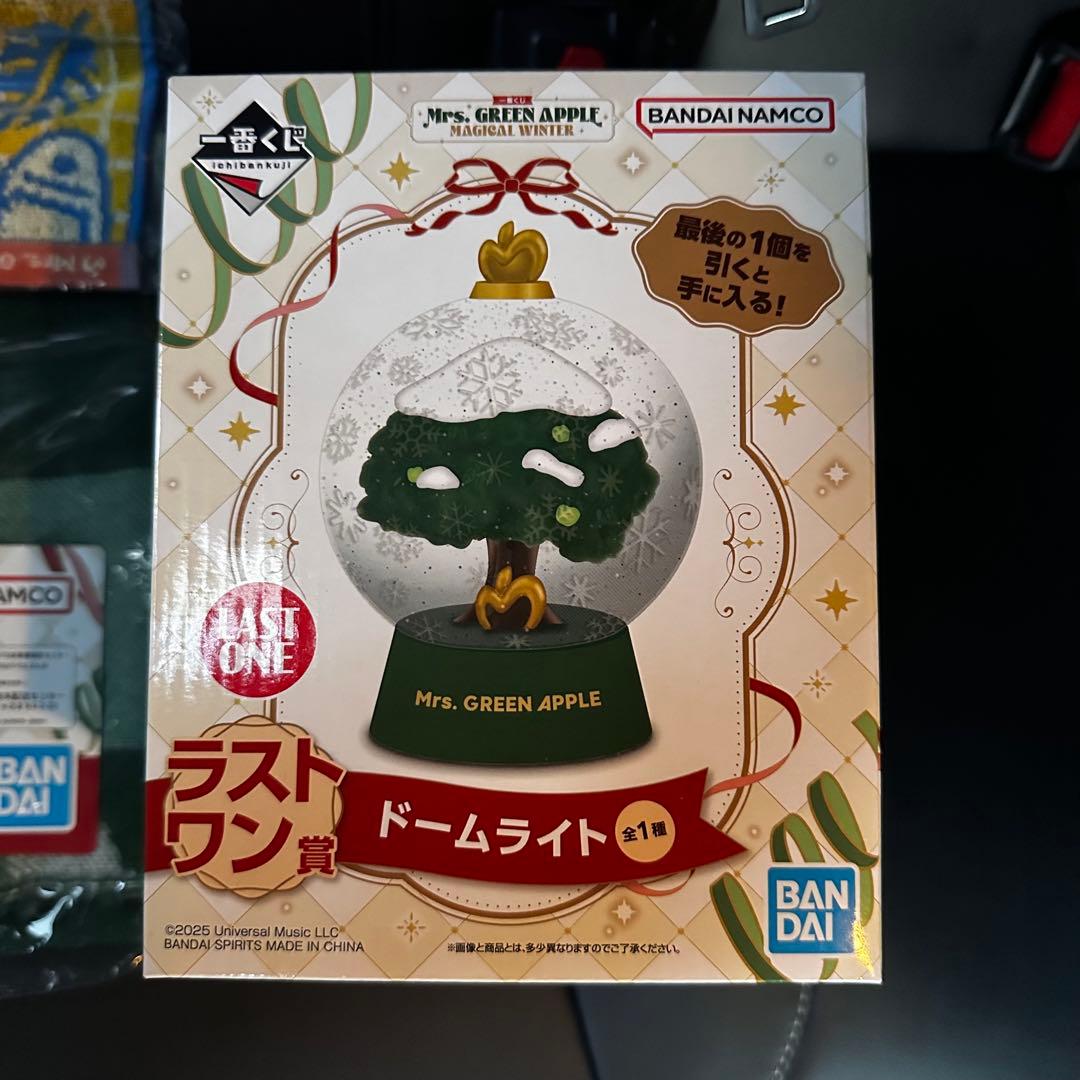 一番くじ
ichibankuji
一番くじ
Mrs. GREEN APPLE
MAGICAL WINTER
BANDAI NAMCO
最後の1個を
引くと
手に入る!
Mrs. GREEN APPLE
LAST
ONE
ラスト
ワン賞
ドームライト
全1種
©2025 Universal Music LLC
BANDAI SPIRITS MADE IN CHINA
※画像と商品とは、多少異なりますのでご了承ください。
BAN
DAI
AMCO
BAN
DAI